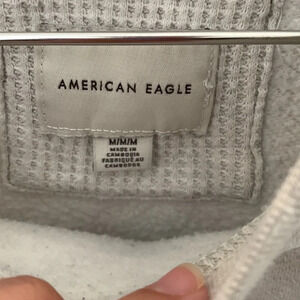 AMERICAN EAGLE
M/M/M
MADE IN
CAMBODIA
FABRIQUÉ AU
CAMBODGE